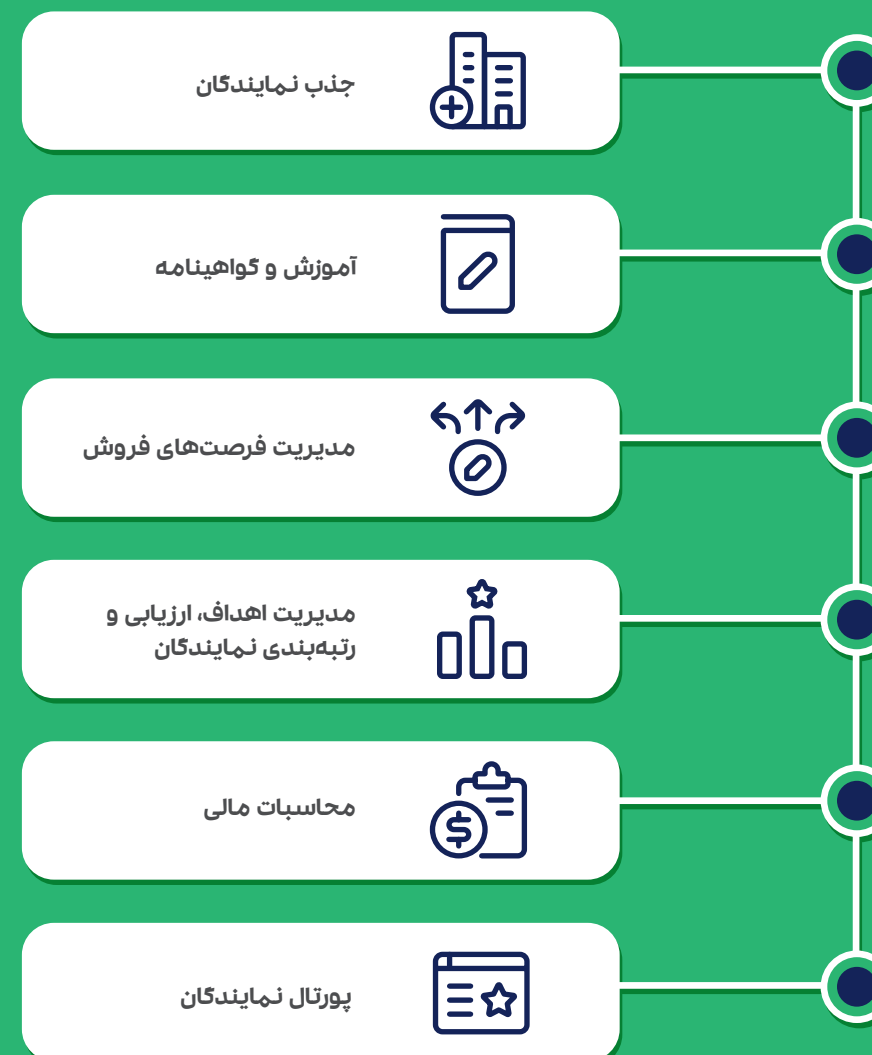 جذب نمایندگان
آموزش و گواهینامه
مدیریت فرصت‌های فروش
مدیریت اهداف، ارزیابی و
رتبه‌بندی نمایندگان
محاسبات مالی
پورتال نمایندگان